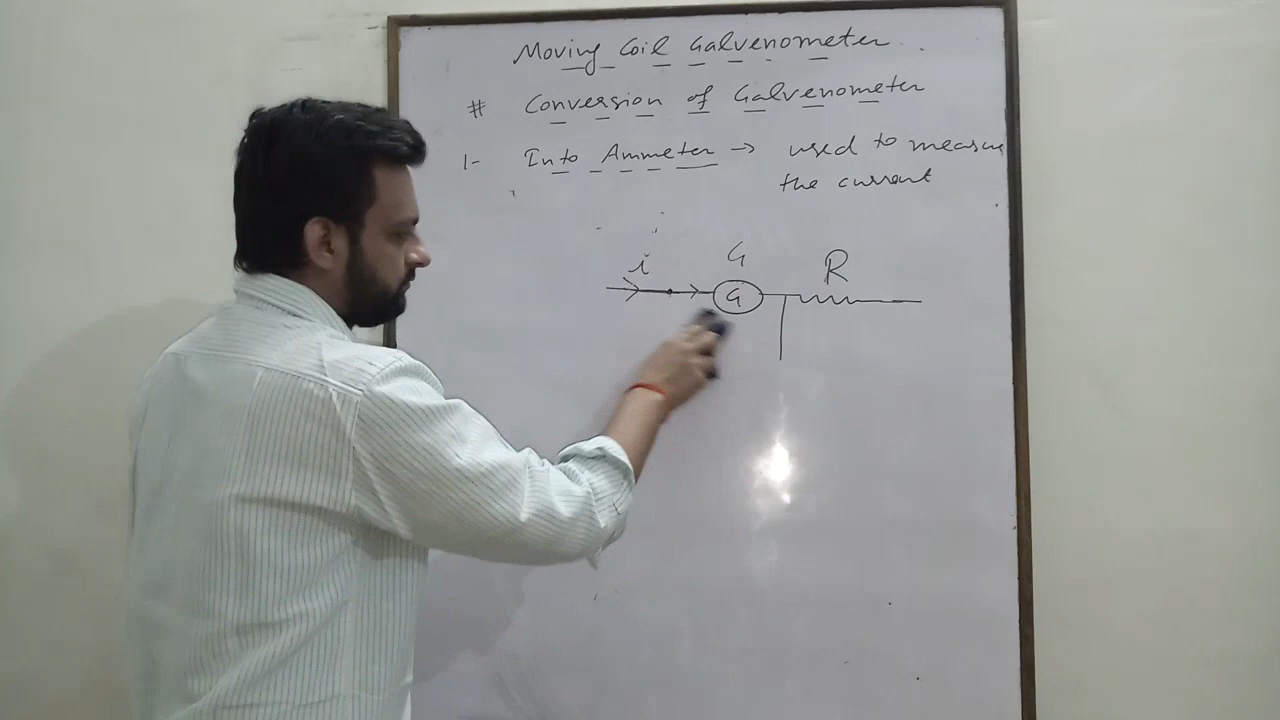 Moving Coil Galvenometer
# Conversion of Galvenometer
1- Into Ammeter → used to measure
the current
i
G
R
G